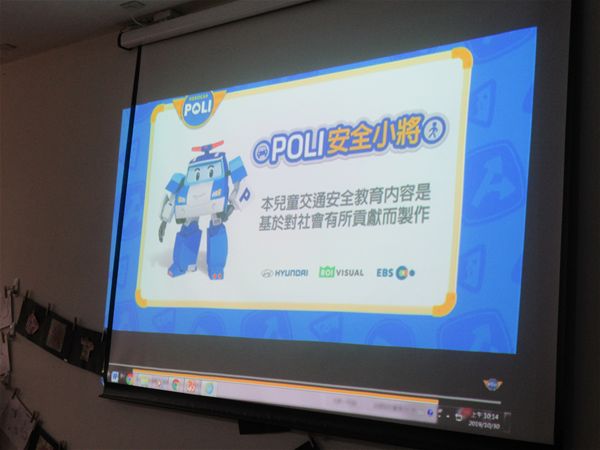 POLI
POLI安全小將
本兒童交通安全教育內容是
基於對社會有所貢獻而製作
HYUNDAI
ROI VISUAL
EBS
上午 10:14
2019/10/30